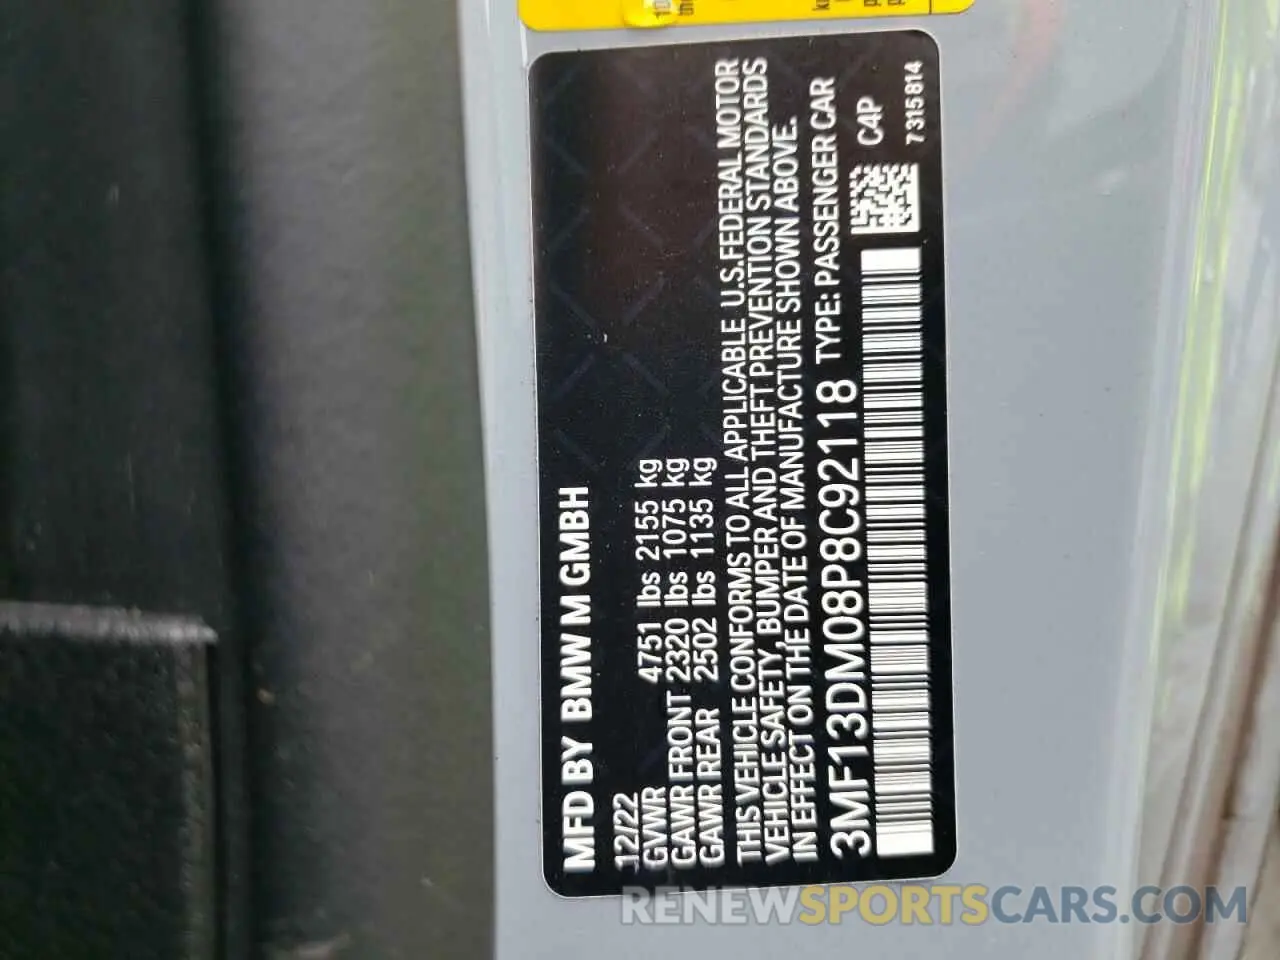 MFD BY BMW M GMBH
12/22
GVWR 4751 lbs 2155 kg
GAWR FRONT 2320 lbs 1075 kg
GAWR REAR 2502 lbs 1135 kg
THIS VEHICLE CONFORMS TO ALL APPLICABLE U.S.FEDERAL MOTOR
VEHICLE SAFETY, BUMPER AND THEFT PREVENTION STANDARDS
IN EFFECT ON THE DATE OF MANUFACTURE SHOWN ABOVE.
3MF13DM08P8C92118 TYPE: PASSENGER CAR
C4P
7315814
RENEWSPORTSCARS.COM